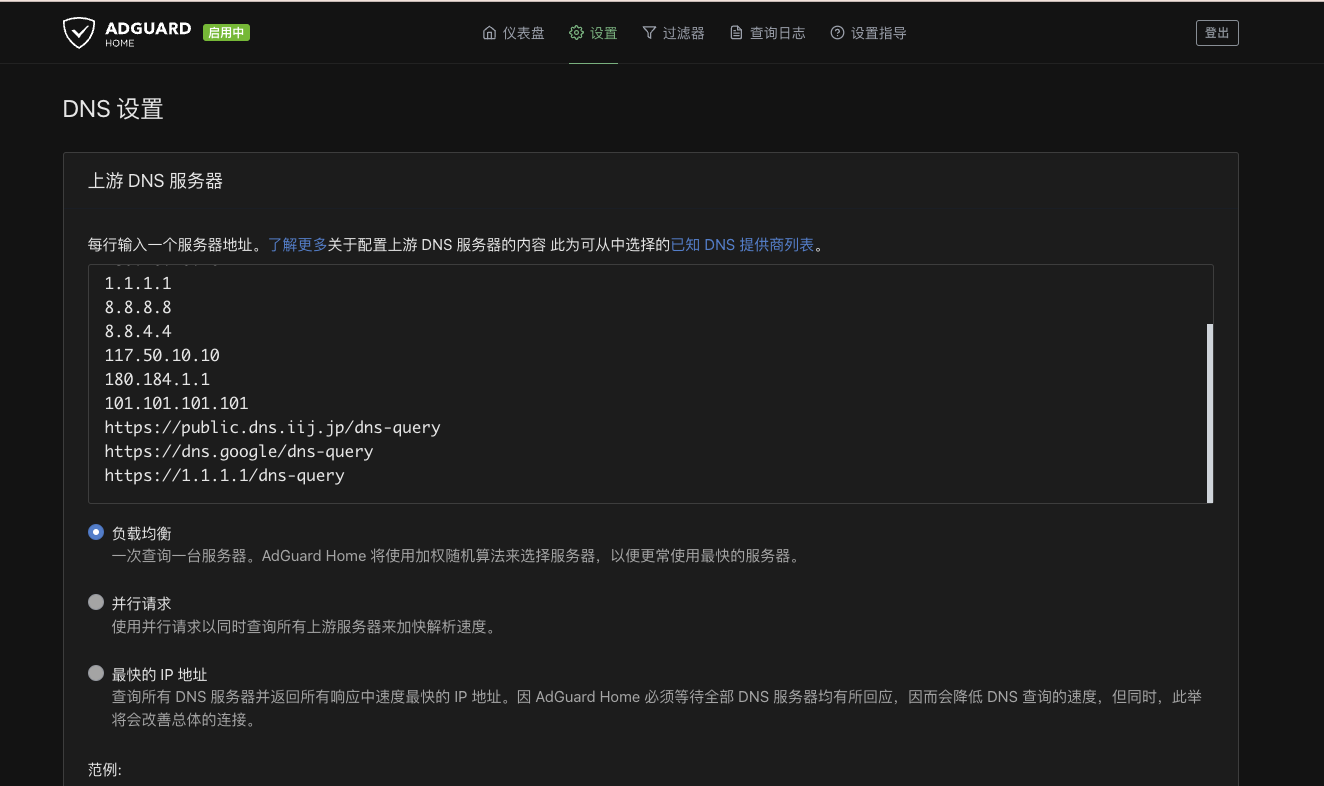 ADGUARD
HOME
启用中
仪表盘
设置
过滤器
查询日志
设置指导
登出
DNS 设置
上游 DNS 服务器
每行输入一个服务器地址。了解更多关于配置上游 DNS 服务器的内容 此为可从中选择的已知 DNS 提供商列表。
1.1.1.1
8.8.8.8
8.8.4.4
117.50.10.10
180.184.1.1
101.101.101.101
https://public.dns.iij.jp/dns-query
https://dns.google/dns-query
https://1.1.1.1/dns-query
负载均衡
一次查询一台服务器。AdGuard Home 将使用加权随机算法来选择服务器，以便更常使用最快的服务器。
并行请求
使用并行请求以同时查询所有上游服务器来加快解析速度。
最快的 IP 地址
查询所有 DNS 服务器并返回所有响应中速度最快的 IP 地址。因 AdGuard Home 必须等待全部 DNS 服务器均有所回应，因而会降低 DNS 查询的速度，但同时，此举
将会改善总体的连接。
范例: